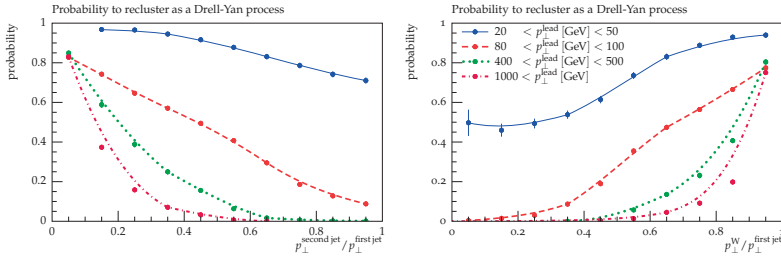 Probability to recluster as a Drell-Yan process
probability
1
0.8
0.6
0.4
0.2
0
0 0.2 0.4 0.6 0.8 1
p⊥^second jet / p⊥^first jet
Probability to recluster as a Drell-Yan process
probability
1
0.8
0.6
0.4
0.2
0
20 < p⊥^lead [GeV] < 50
80 < p⊥^lead [GeV] < 100
400 < p⊥^lead [GeV] < 500
1000 < p⊥^lead [GeV]
0 0.2 0.4 0.6 0.8 1
p⊥^W / p⊥^first jet